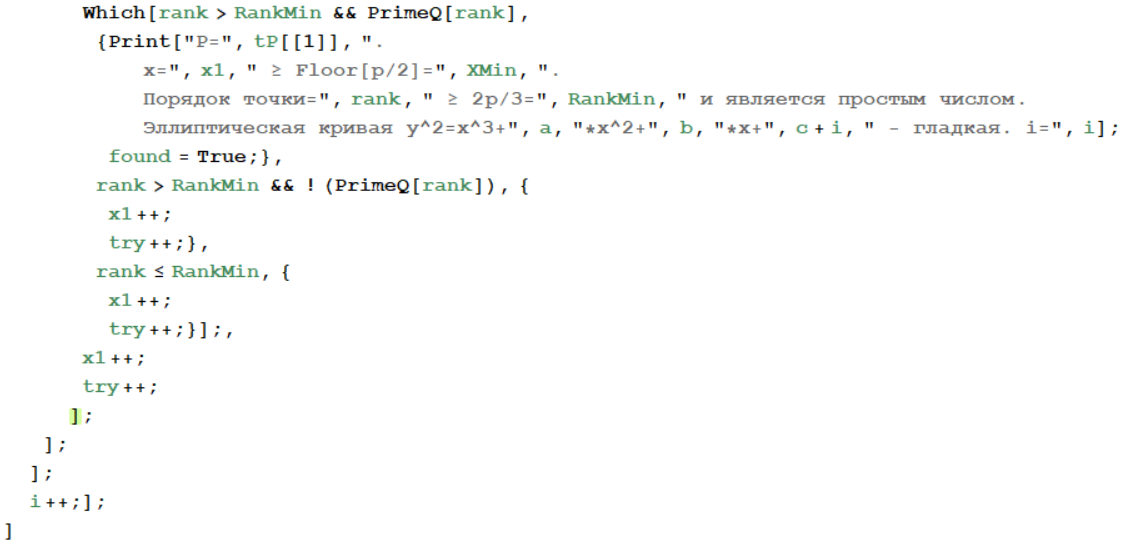 Which[rank > RankMin && PrimeQ[rank],
{Print["P=", tP[[1]], ".
x=", x1, " ≥ Floor[p/2]=", XMin, ".
Порядок точки=", rank, " ≥ 2p/3=", RankMin, " и является простым числом.
Эллиптическая кривая y^2=x^3+", a, "*x^2+", b, "*x+", c + i, " - гладкая. i=", i];
found = True;},
rank > RankMin && ! (PrimeQ[rank]), {
x1++;
try++;},
rank ≤ RankMin, {
x1++;
try++;}];,
x1++;
try++;
];
];
];
i++;];
]